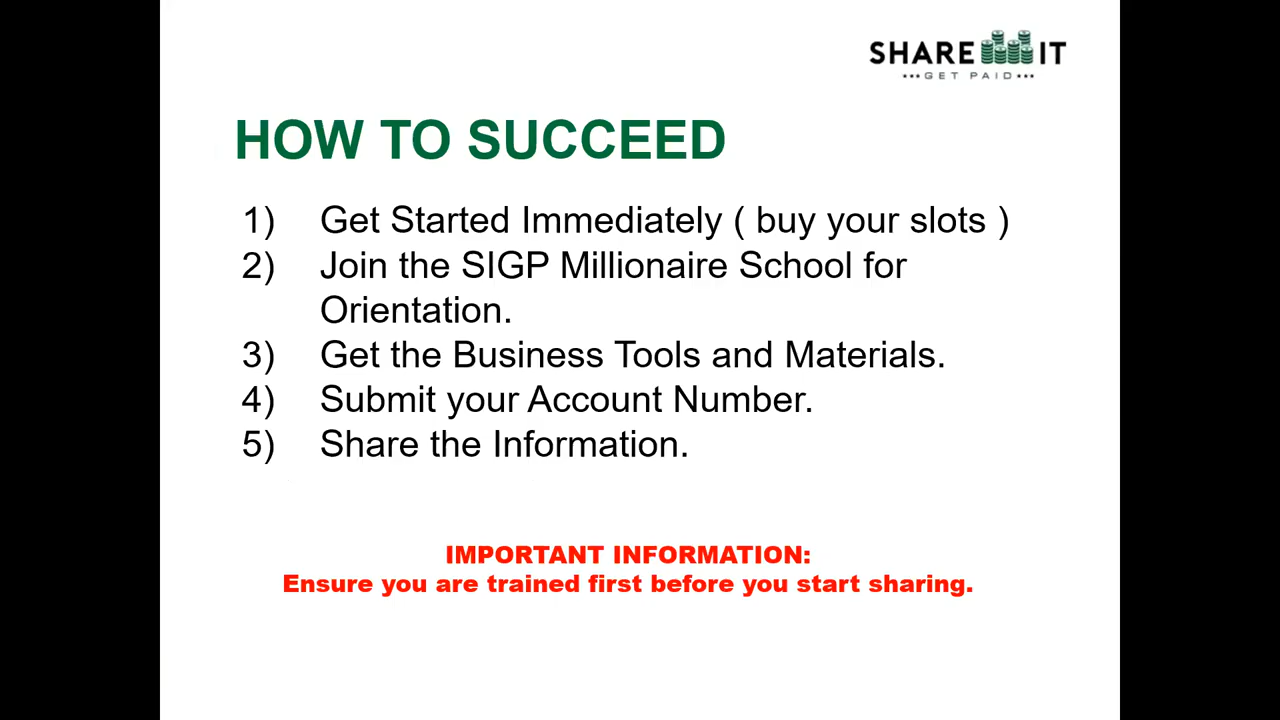 SHARE IT
GET PAID
HOW TO SUCCEED
1) Get Started Immediately ( buy your slots )
2) Join the SIGP Millionaire School for
Orientation.
3) Get the Business Tools and Materials.
4) Submit your Account Number.
5) Share the Information.
IMPORTANT INFORMATION:
Ensure you are trained first before you start sharing.